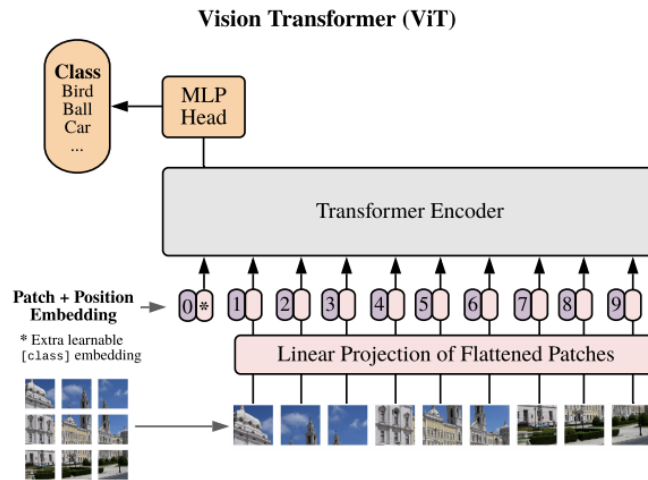 Vision Transformer (ViT)
Class
Bird
Ball
Car
...
MLP
Head
Transformer Encoder
Patch + Position
Embedding
0 * 1 2 3 4 5 6 7 8 9
* Extra learnable
[class] embedding
Linear Projection of Flattened Patches